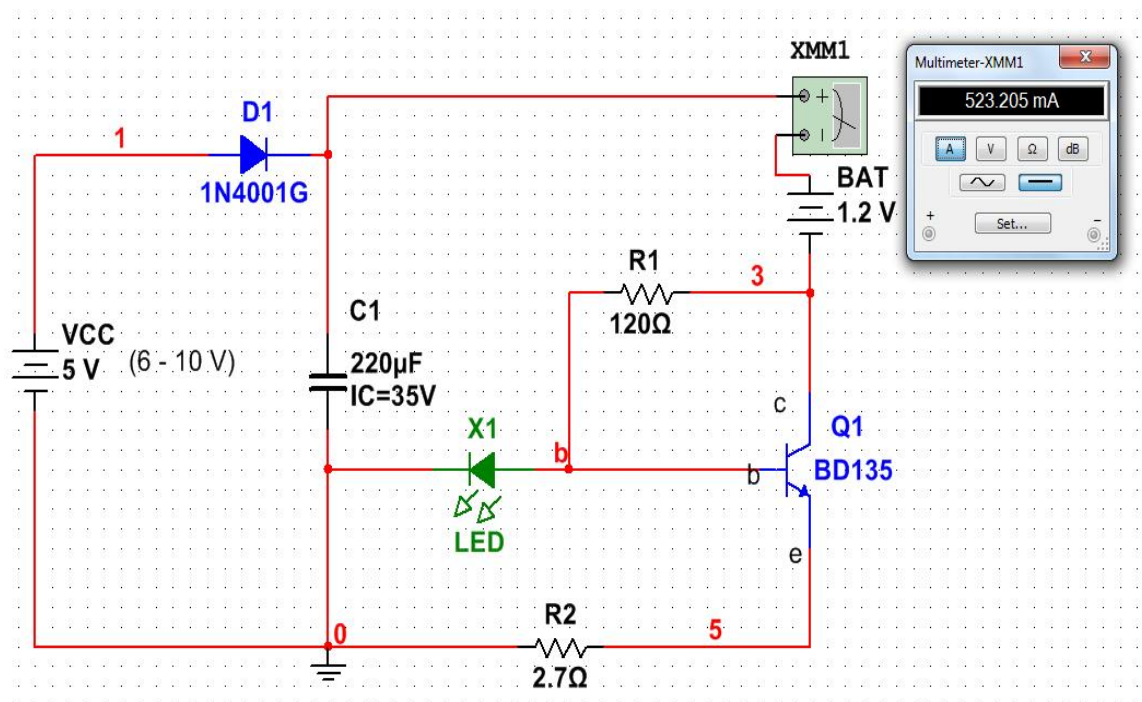 XMM1
+
−
Multimeter-XMM1
X
523.205 mA
A V Ω dB
Set...
+ −
D1
1
1N4001G
BAT
1.2 V
R1
120Ω
3
C1
220µF
IC=35V
VCC
5 V (6 - 10 V)
c
X1
b
LED
Q1
b
BD135
e
R2
2.7Ω
0
5